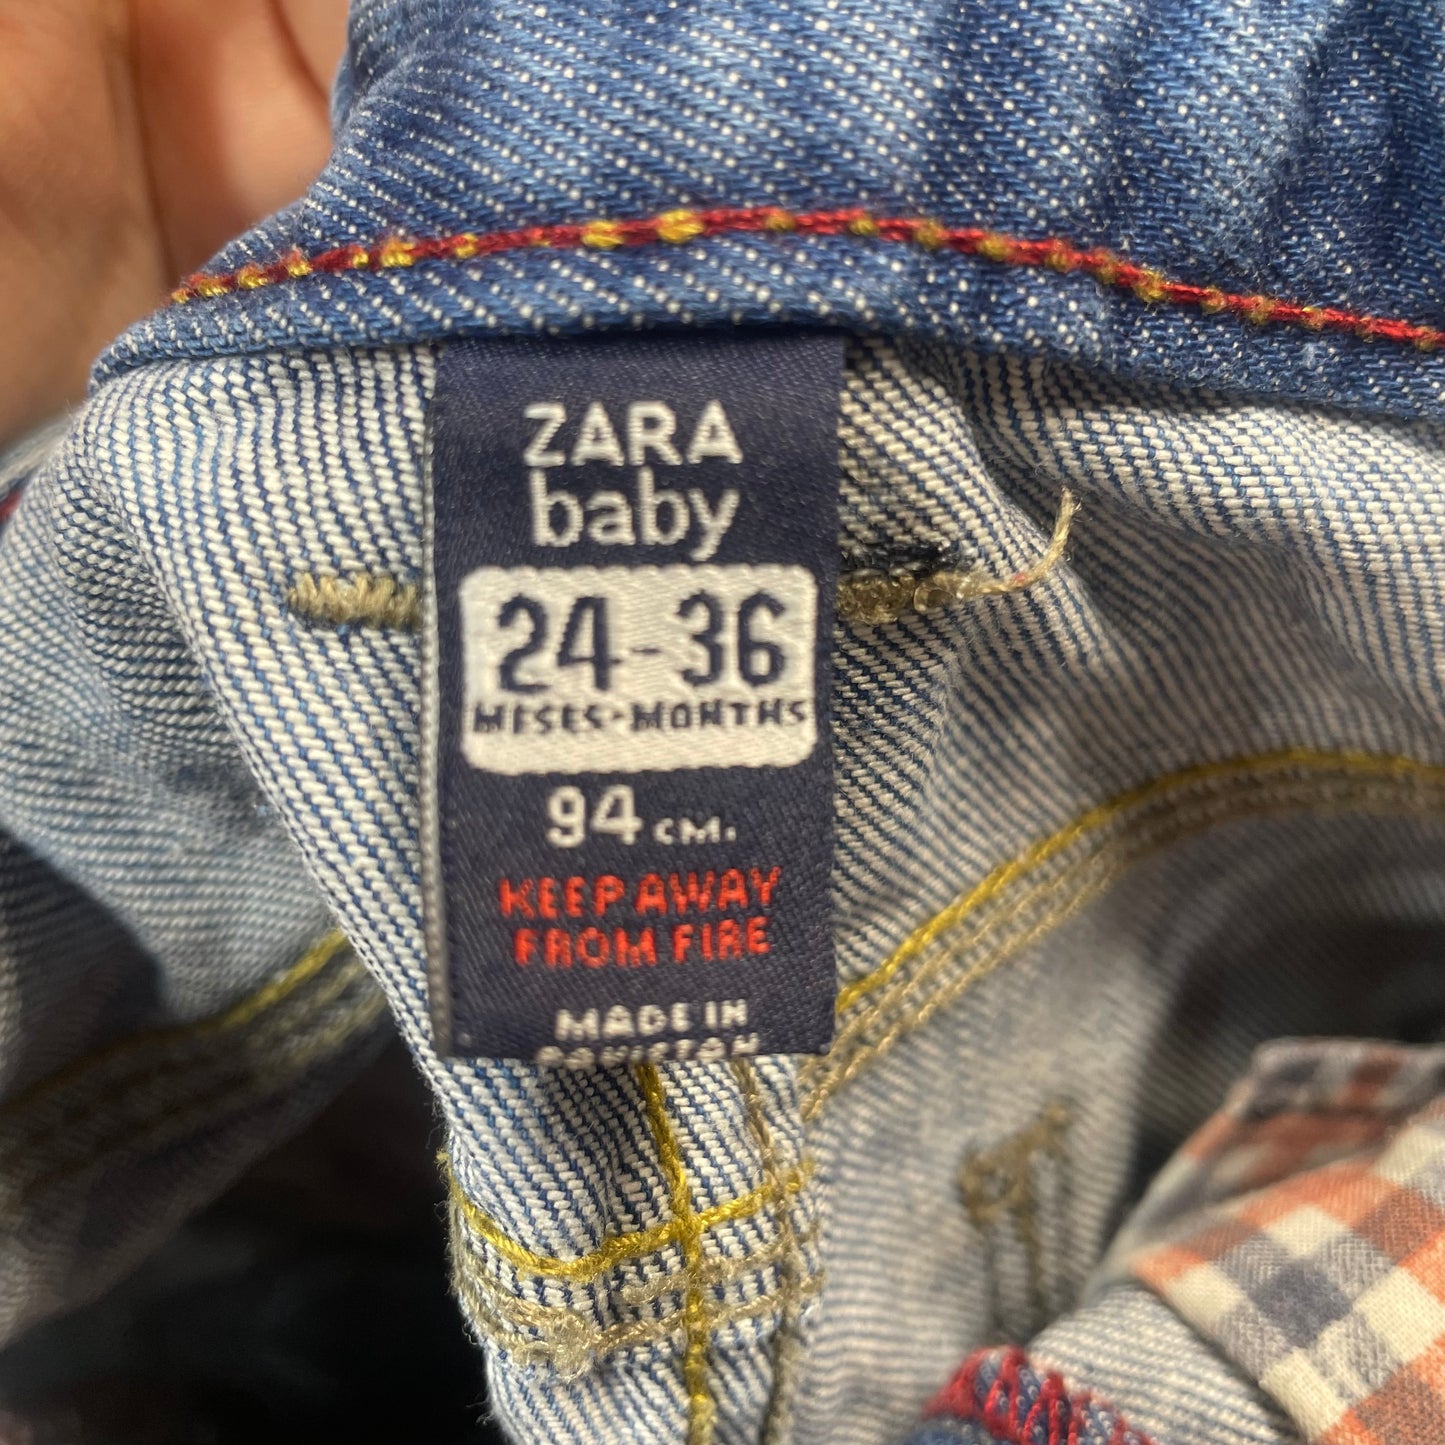 ZARA
baby
24-36
MESES-MONTHS
94 CM.
KEEP AWAY
FROM FIRE
MADE IN